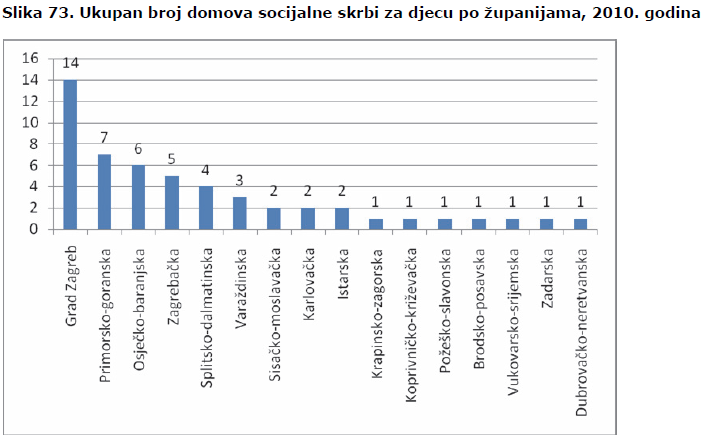 Slika 73. Ukupan broj domova socijalne skrbi za djecu po županijama, 2010. godina
16
14
12
10
8
6
4
2
0
14
7
6
5
4
3
2
2
2
1
1
1
1
1
1
1
Grad Zagreb
Primorsko-goranska
Osječko-baranjska
Zagrebačka
Splitsko-dalmatinska
Varaždinska
Sisačko-moslavačka
Karlovačka
Istarska
Krapinsko-zagorska
Koprivničko-križevačka
Požeško-slavonska
Brodsko-posavska
Vukovarsko-srijemska
Zadarska
Dubrovačko-neretvanska